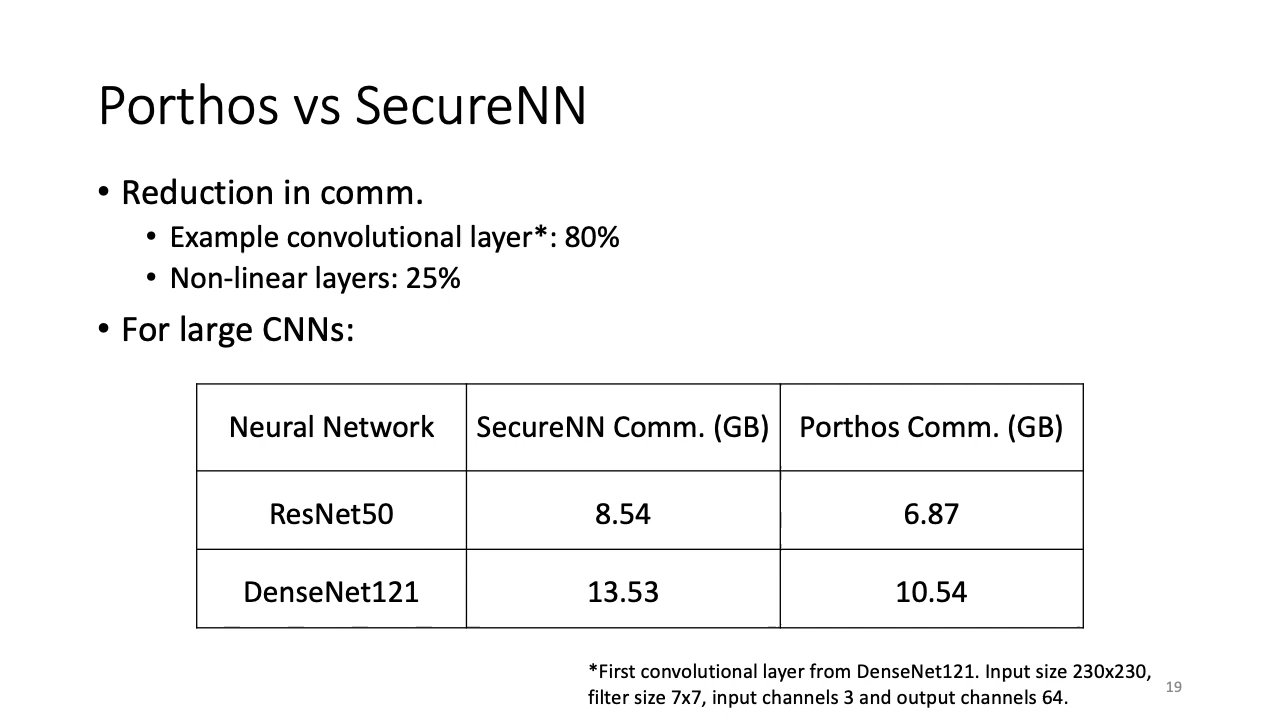 Porthos vs SecureNN
• Reduction in comm.
• Example convolutional layer*: 80%
• Non-linear layers: 25%
• For large CNNs:
Neural Network SecureNN Comm. (GB) Porthos Comm. (GB)
ResNet50 8.54 6.87
DenseNet121 13.53 10.54
*First convolutional layer from DenseNet121. Input size 230x230,
filter size 7x7, input channels 3 and output channels 64.
19